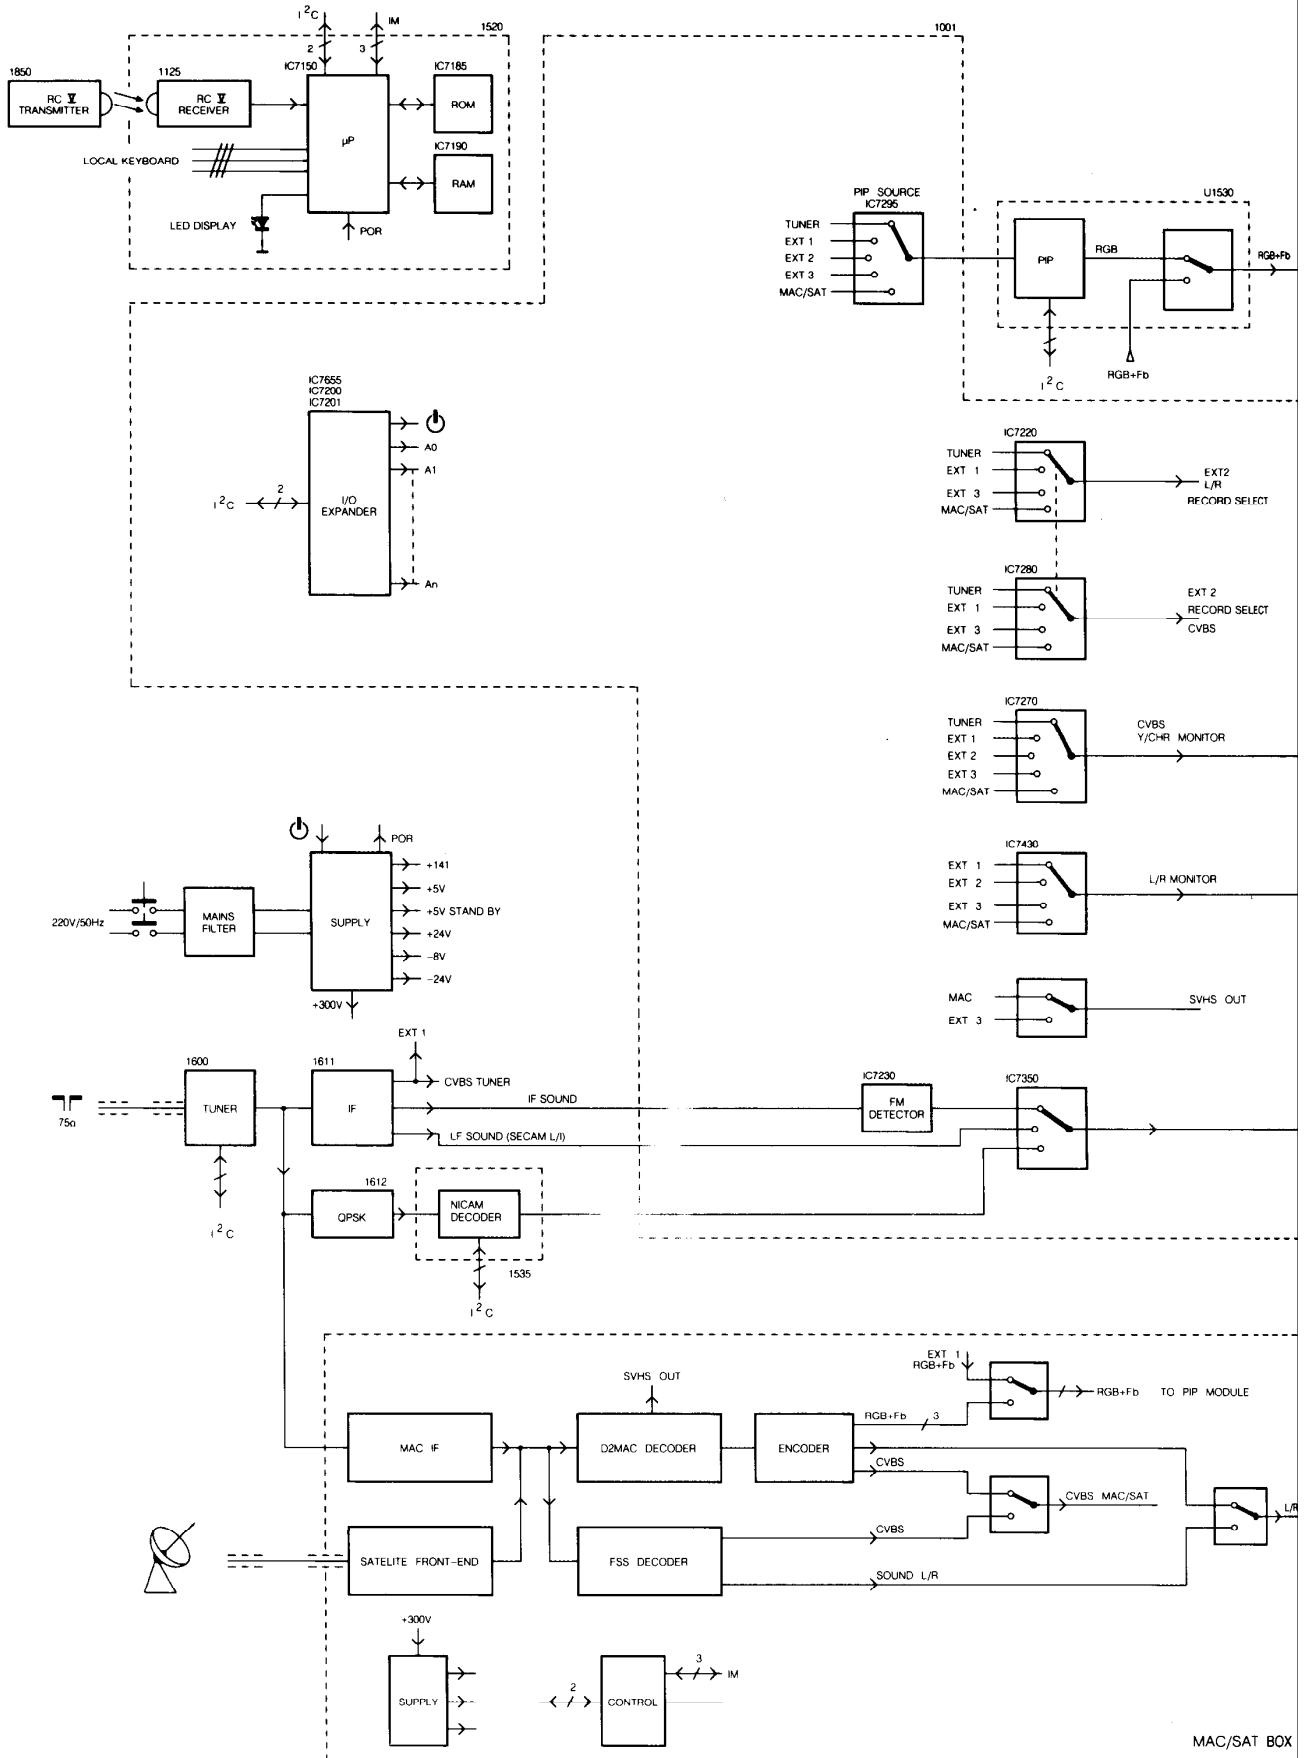 I2C
IM
1520
1001
2
3
1850
1125
IC7150
IC7185
RC V
TRANSMITTER
RC V
RECEIVER
µP
ROM
LOCAL KEYBOARD
IC7190
RAM
LED DISPLAY
POR
PIP SOURCE
IC7295
TUNER
EXT 1
EXT 2
EXT 3
MAC/SAT
U1530
PIP
RGB
RGB+Fb
I2C
RGB+Fb
IC7655
IC7200
IC7201
A0
A1
I2C
2
I/O
EXPANDER
An
IC7220
TUNER
EXT 1
EXT 3
MAC/SAT
EXT2
L/R
RECORD SELECT
IC7280
TUNER
EXT 1
EXT 3
MAC/SAT
EXT 2
RECORD SELECT
CVBS
IC7270
TUNER
EXT 1
EXT 2
EXT 3
MAC/SAT
CVBS
Y/CHR MONITOR
IC7430
EXT 1
EXT 2
EXT 3
MAC/SAT
L/R MONITOR
POR
220V/50Hz
MAINS
FILTER
SUPPLY
+141
+5V
+5V STAND BY
+24V
-8V
-24V
+300V
MAC
EXT 3
SVHS OUT
EXT 1
1600
1611
75Ω
TUNER
IF
CVBS TUNER
IF SOUND
LF SOUND (SECAM L/I)
IC7230
FM
DETECTOR
IC7350
I2C
1612
QPSK
NICAM
DECODER
1535
I2C
EXT 1
RGB+Fb
RGB+Fb TO PIP MODULE
SVHS OUT
RGB+Fb 3
MAC IF
D2MAC DECODER
ENCODER
CVBS
CVBS MAC/SAT
L/R
SATELITE FRONT-END
FSS DECODER
CVBS
SOUND L/R
+300V
SUPPLY
2
CONTROL
3
IM
MAC/SAT BOX